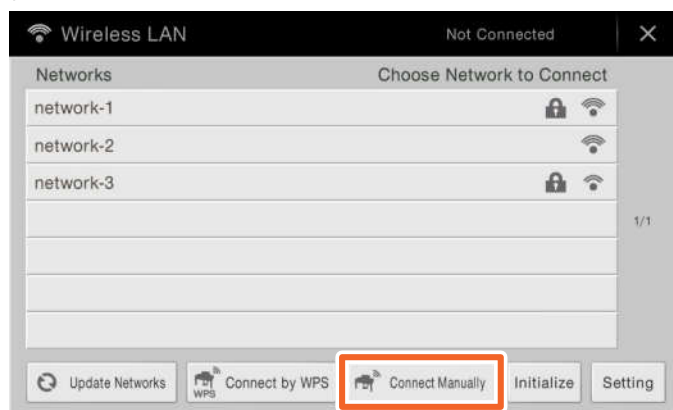 Wireless LAN Not Connected
Networks Choose Network to Connect
network-1
network-2
network-3
1/1
Update Networks WPS Connect by WPS Connect Manually Initialize Setting